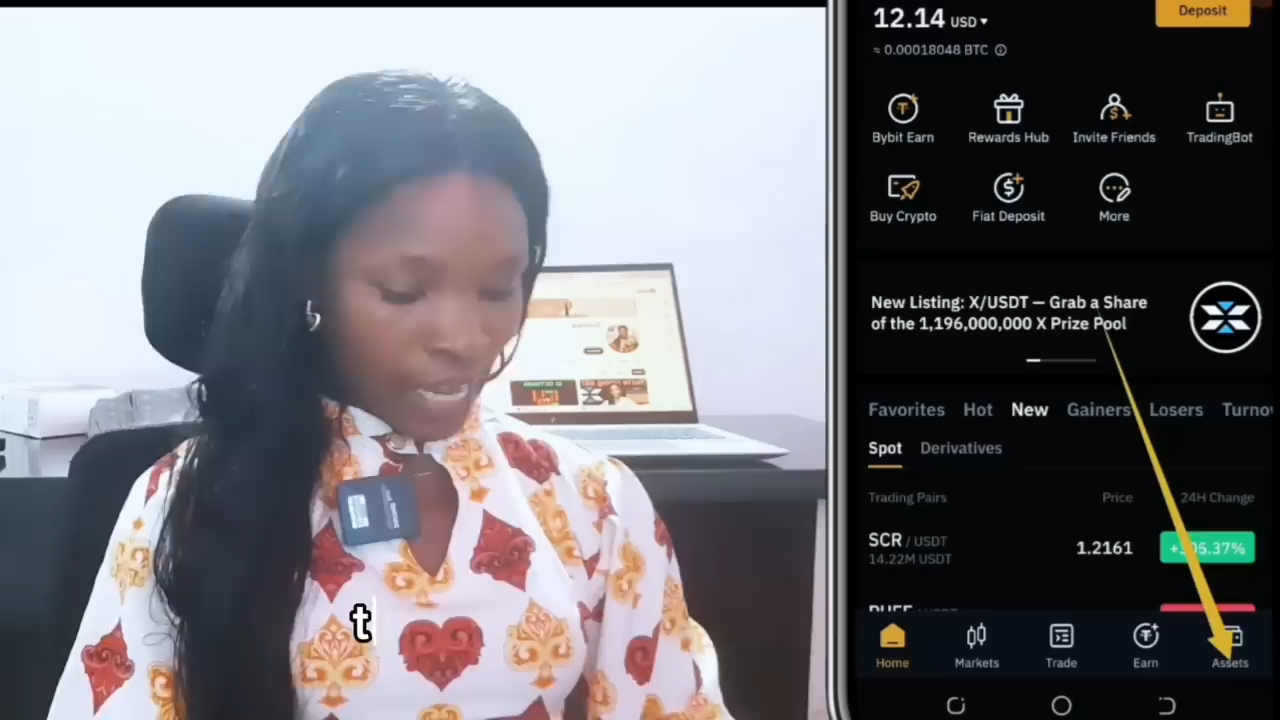 12.14 USD
Deposit
≈ 0.00018048 BTC
Bybit Earn
Rewards Hub
Invite Friends
TradingBot
Buy Crypto
Fiat Deposit
More
New Listing: X/USDT — Grab a Share
of the 1,196,000,000 X Prize Pool
Favorites Hot New Gainers Losers
Spot Derivatives
Trading Pairs Price 24H Change
SCR / USDT
14.22M USDT
1.2161
t
Home Markets Trade Earn Assets